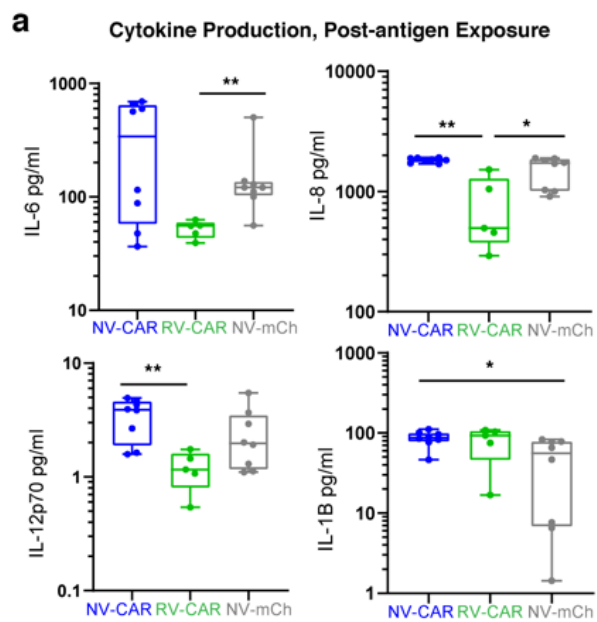 a
Cytokine Production, Post-antigen Exposure
IL-6 pg/ml
1000
100
10
**
NV-CAR RV-CAR NV-mCh
IL-8 pg/ml
10000
1000
100
** *
NV-CAR RV-CAR NV-mCh
IL-12p70 pg/ml
10
1
0.1
**
NV-CAR RV-CAR NV-mCh
IL-1B pg/ml
1000
100
10
1
*
NV-CAR RV-CAR NV-mCh